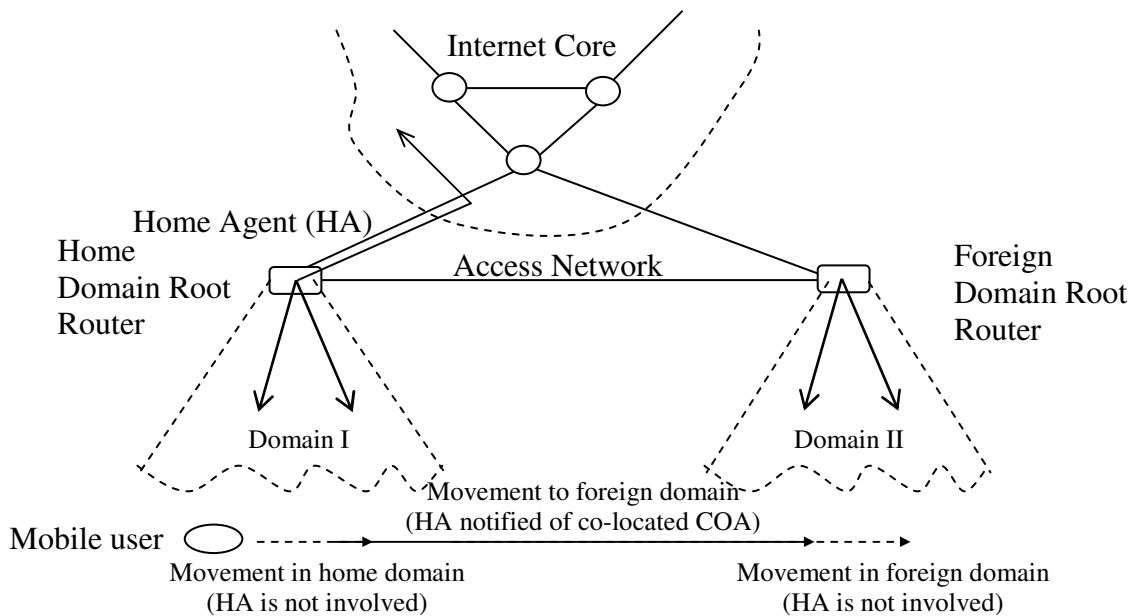 Internet Core
Home Agent (HA)
Home
Domain Root
Router
Access Network
Foreign
Domain Root
Router
Domain I
Domain II
Movement to foreign domain
(HA notified of co-located COA)
Mobile user
Movement in home domain
(HA is not involved)
Movement in foreign domain
(HA is not involved)